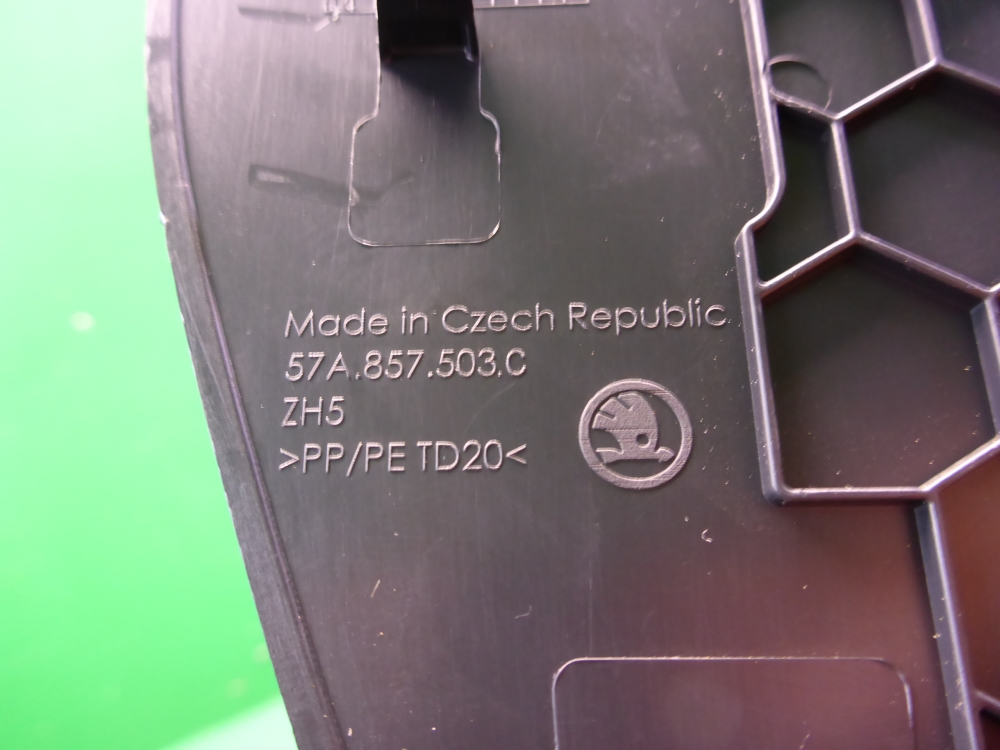 Made in Czech Republic
57A.857.503.C
ZH5
>PP/PE TD20<